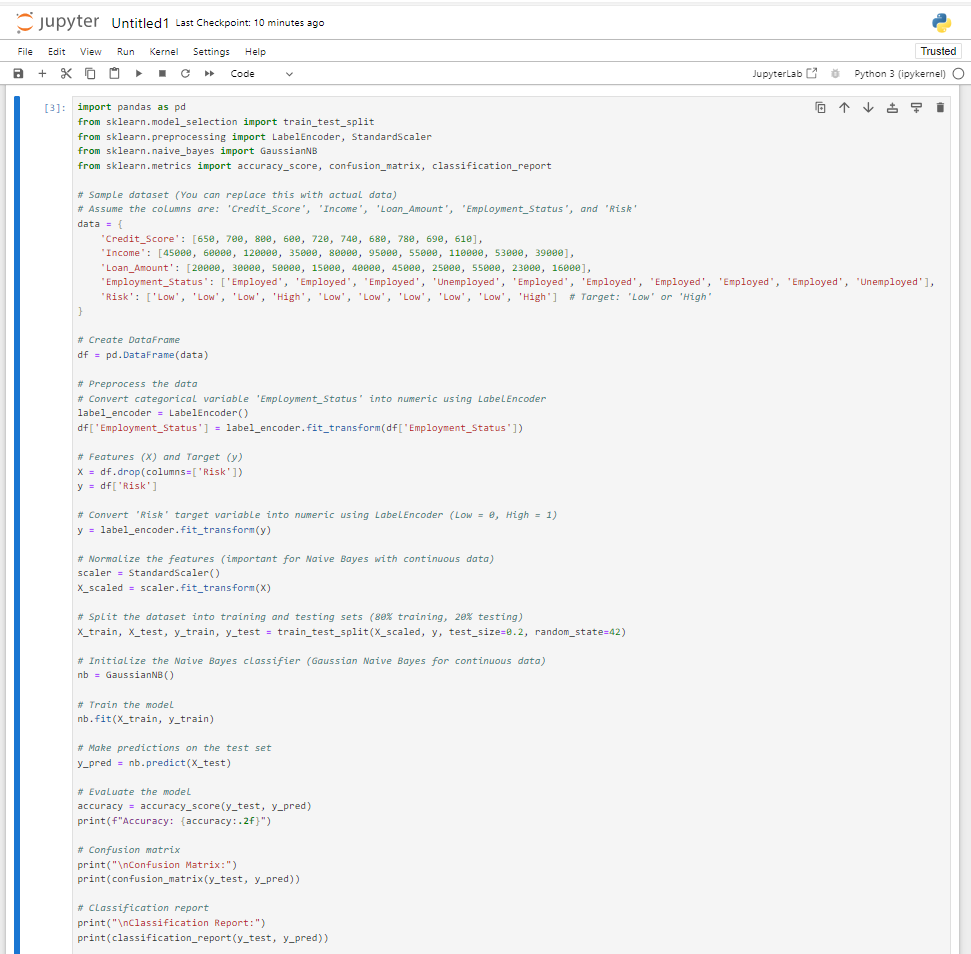 jupyter Untitled1 Last Checkpoint: 10 minutes ago
File Edit View Run Kernel Settings Help
Trusted
Code
JupyterLab
Python 3 (ipykernel)
[3]:
import pandas as pd
from sklearn.model_selection import train_test_split
from sklearn.preprocessing import LabelEncoder, StandardScaler
from sklearn.naive_bayes import GaussianNB
from sklearn.metrics import accuracy_score, confusion_matrix, classification_report

# Sample dataset (You can replace this with actual data)
# Assume the columns are: 'Credit_Score', 'Income', 'Loan_Amount', 'Employment_Status', and 'Risk'
data = {
    'Credit_Score': [650, 700, 800, 600, 720, 740, 680, 780, 690, 610],
    'Income': [45000, 60000, 120000, 35000, 80000, 95000, 55000, 110000, 53000, 39000],
    'Loan_Amount': [20000, 30000, 50000, 15000, 40000, 45000, 25000, 55000, 23000, 16000],
    'Employment_Status': ['Employed', 'Employed', 'Employed', 'Unemployed', 'Employed', 'Employed', 'Employed', 'Employed', 'Employed', 'Unemployed'],
    'Risk': ['Low', 'Low', 'Low', 'High', 'Low', 'Low', 'Low', 'Low', 'Low', 'High']  # Target: 'Low' or 'High'
}

# Create DataFrame
df = pd.DataFrame(data)

# Preprocess the data
# Convert categorical variable 'Employment_Status' into numeric using LabelEncoder
label_encoder = LabelEncoder()
df['Employment_Status'] = label_encoder.fit_transform(df['Employment_Status'])

# Features (X) and Target (y)
X = df.drop(columns=['Risk'])
y = df['Risk']

# Convert 'Risk' target variable into numeric using LabelEncoder (Low = 0, High = 1)
y = label_encoder.fit_transform(y)

# Normalize the features (important for Naive Bayes with continuous data)
scaler = StandardScaler()
X_scaled = scaler.fit_transform(X)

# Split the dataset into training and testing sets (80% training, 20% testing)
X_train, X_test, y_train, y_test = train_test_split(X_scaled, y, test_size=0.2, random_state=42)

# Initialize the Naive Bayes classifier (Gaussian Naive Bayes for continuous data)
nb = GaussianNB()

# Train the model
nb.fit(X_train, y_train)

# Make predictions on the test set
y_pred = nb.predict(X_test)

# Evaluate the model
accuracy = accuracy_score(y_test, y_pred)
print(f"Accuracy: {accuracy:.2f}")

# Confusion matrix
print("\nConfusion Matrix:")
print(confusion_matrix(y_test, y_pred))

# Classification report
print("\nClassification Report:")
print(classification_report(y_test, y_pred))